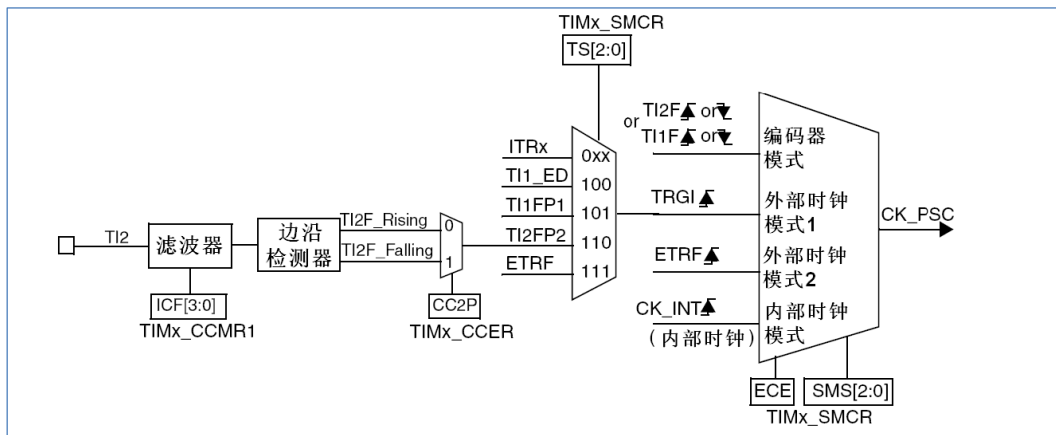 TIMx_SMCR
TS[2:0]
TI2F or
or TI1F or
编码器
模式
ITRx
0xx
TI1_ED
100
TI1FP1
101
TI2FP2
110
ETRF
111
TRGI
外部时钟
模式1
CK_PSC
ETRF
外部时钟
模式2
CK_INT
(内部时钟)
内部时钟
模式
TI2
滤波器
边沿
检测器
TI2F_Rising
0
TI2F_Falling
1
ICF[3:0]
TIMx_CCMR1
CC2P
TIMx_CCER
ECE
SMS[2:0]
TIMx_SMCR